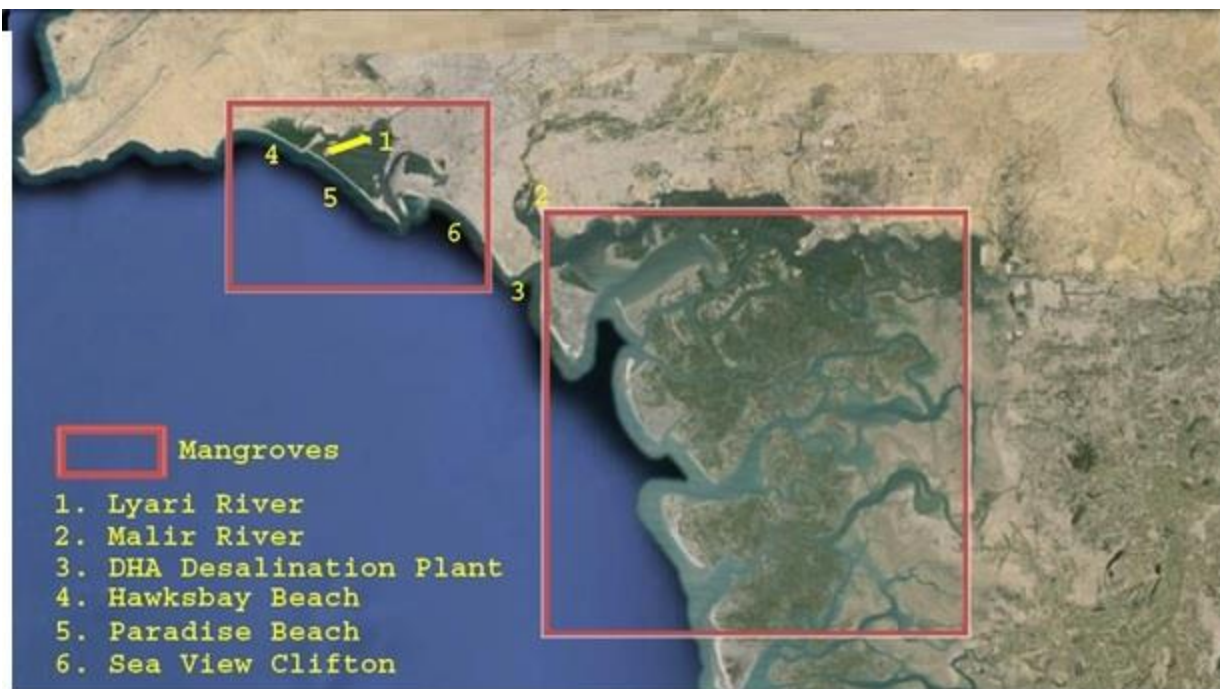 1
4
5
2
6
3
Mangroves
1. Lyari River
2. Malir River
3. DHA Desalination Plant
4. Hawksbay Beach
5. Paradise Beach
6. Sea View Clifton